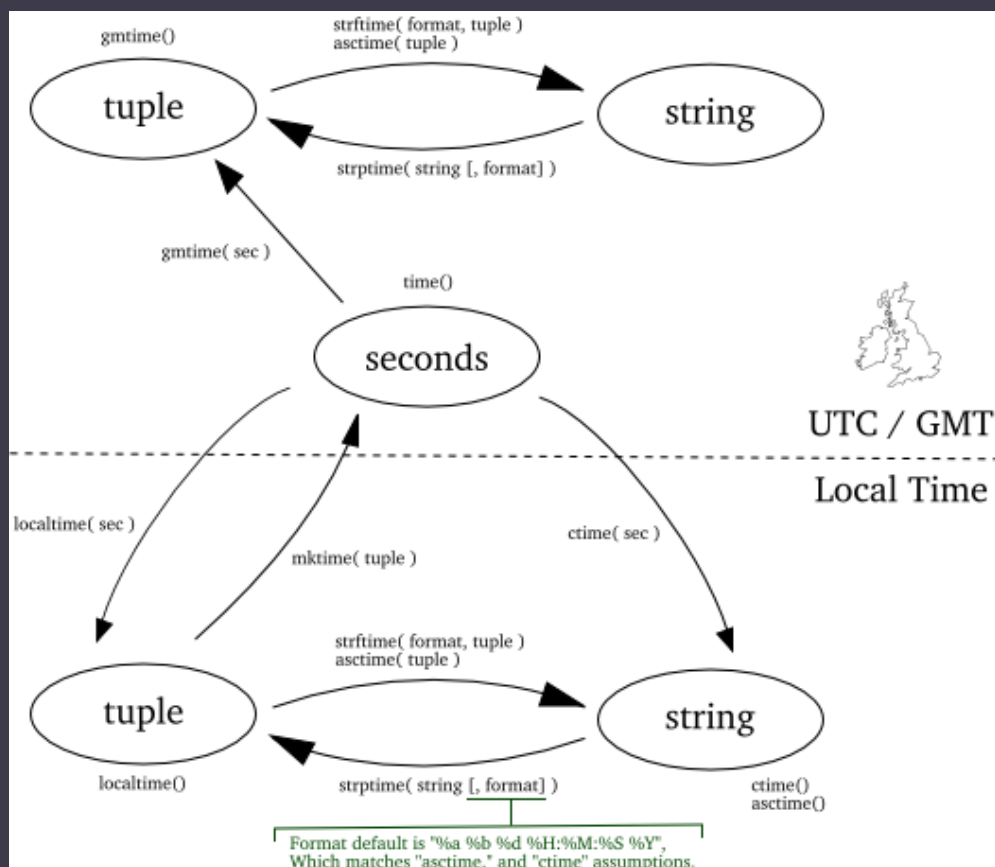 gmtime()
strftime( format, tuple )
asctime( tuple )
tuple
string
strptime( string [, format] )
gmtime( sec )
time()
seconds
UTC / GMT
Local Time
localtime( sec )
mktime( tuple )
ctime( sec )
strftime( format, tuple )
asctime( tuple )
tuple
string
localtime()
strptime( string [, format] )
ctime()
asctime()
Format default is "%a %b %d %H:%M:%S %Y",
Which matches "asctime," and "ctime" assumptions.